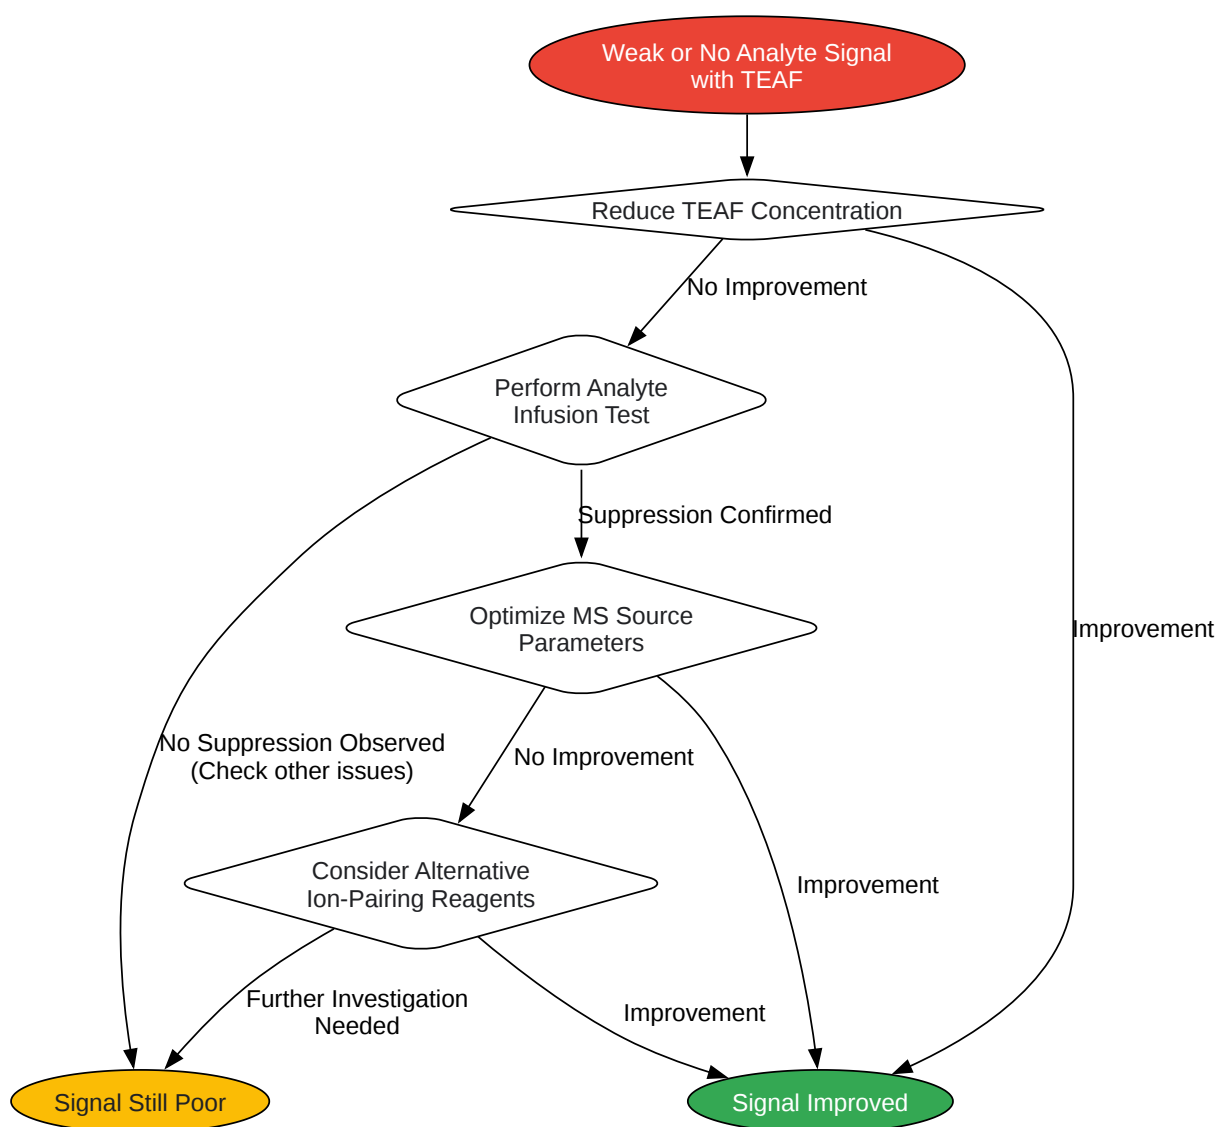 Weak or No Analyte Signal
with TEAF
Reduce TEAF Concentration
No Improvement
Perform Analyte
Infusion Test
Suppression Confirmed
Optimize MS Source
Parameters
Improvement
No Suppression Observed
(Check other issues)
No Improvement
Consider Alternative
Ion-Pairing Reagents
Improvement
Further Investigation
Needed
Improvement
Signal Still Poor
Signal Improved